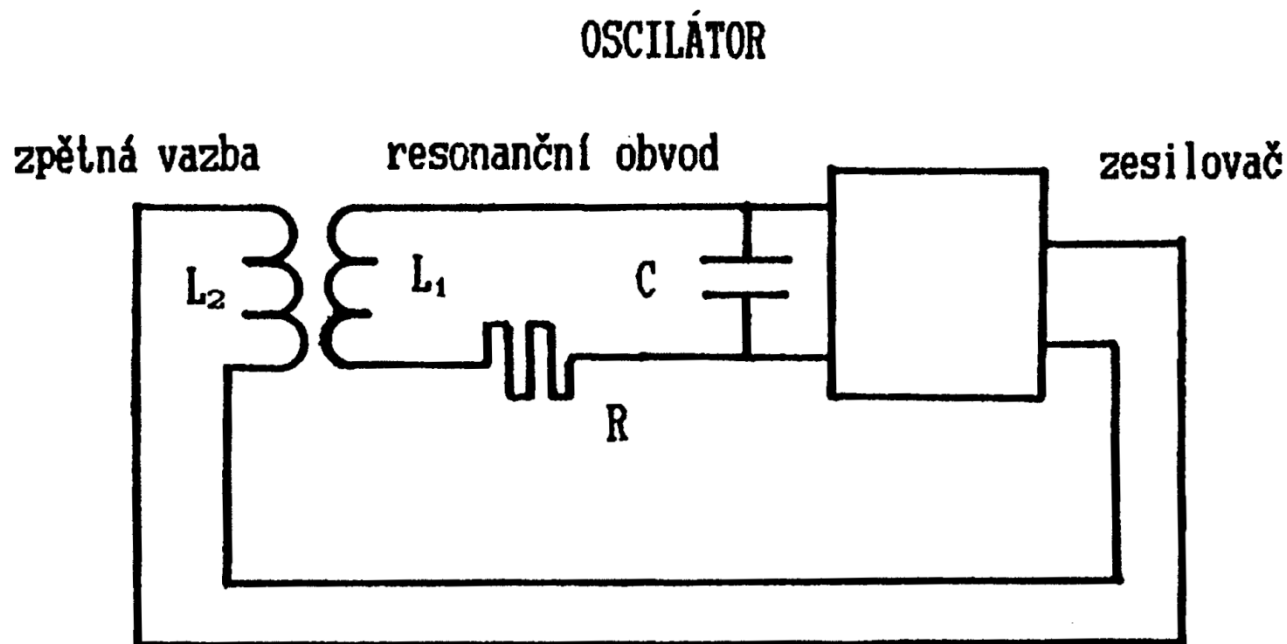 OSCILÁTOR
zpětná vazba resonanční obvod zesilovač
L₂ L₁ C
R